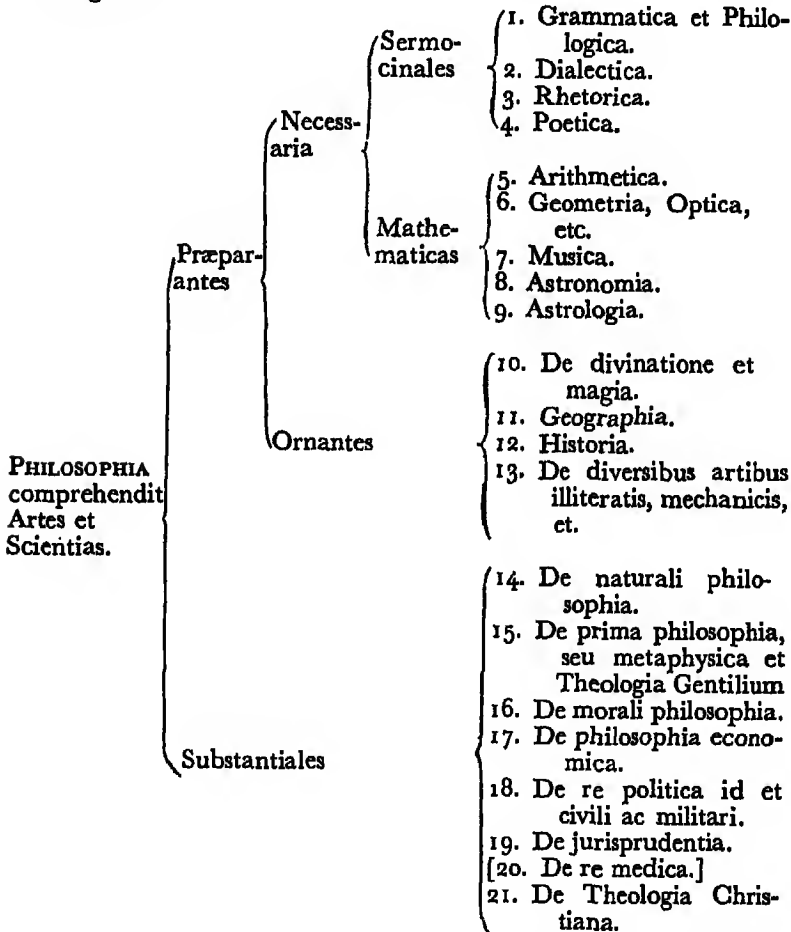 PHILOSOPHIA
comprehendit
Artes et
Scientias.
Præpar-
antes
Necess-
aria
Sermo-
cinales
1. Grammatica et Philo-
logica.
2. Dialectica.
3. Rhetorica.
4. Poetica.
Mathe-
maticas
5. Arithmetica.
6. Geometria, Optica,
etc.
7. Musica.
8. Astronomia.
9. Astrologia.
Ornantes
10. De divinatione et
magia.
11. Geographia.
12. Historia.
13. De diversibus artibus
illiteratis, mechanicis,
et.
Substantiales
14. De naturali philo-
sophia.
15. De prima philosophia,
seu metaphysica et
Theologia Gentilium
16. De morali philosophia.
17. De philosophia econo-
mica.
18. De re politica id et
civili ac militari.
19. De jurisprudentia.
[20. De re medica.]
21. De Theologia Chris-
tiana.